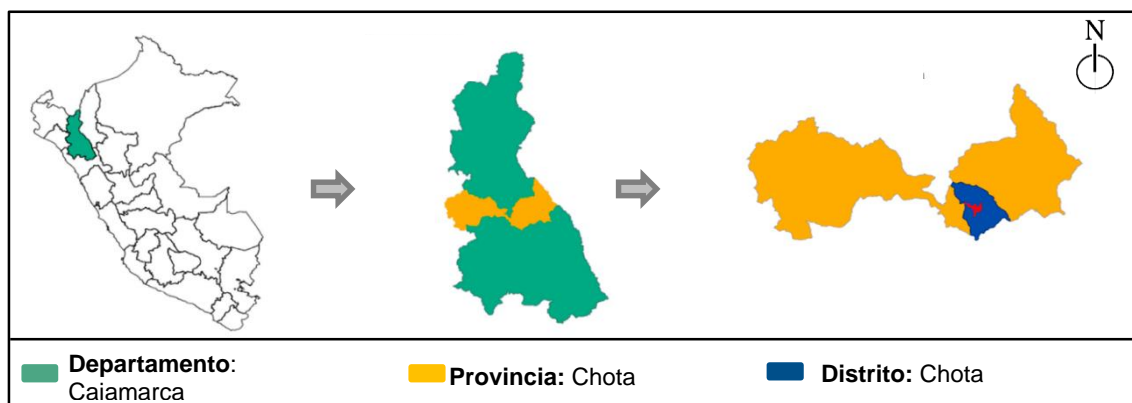 N
Departamento:
Cajamarca
Provincia: Chota
Distrito: Chota